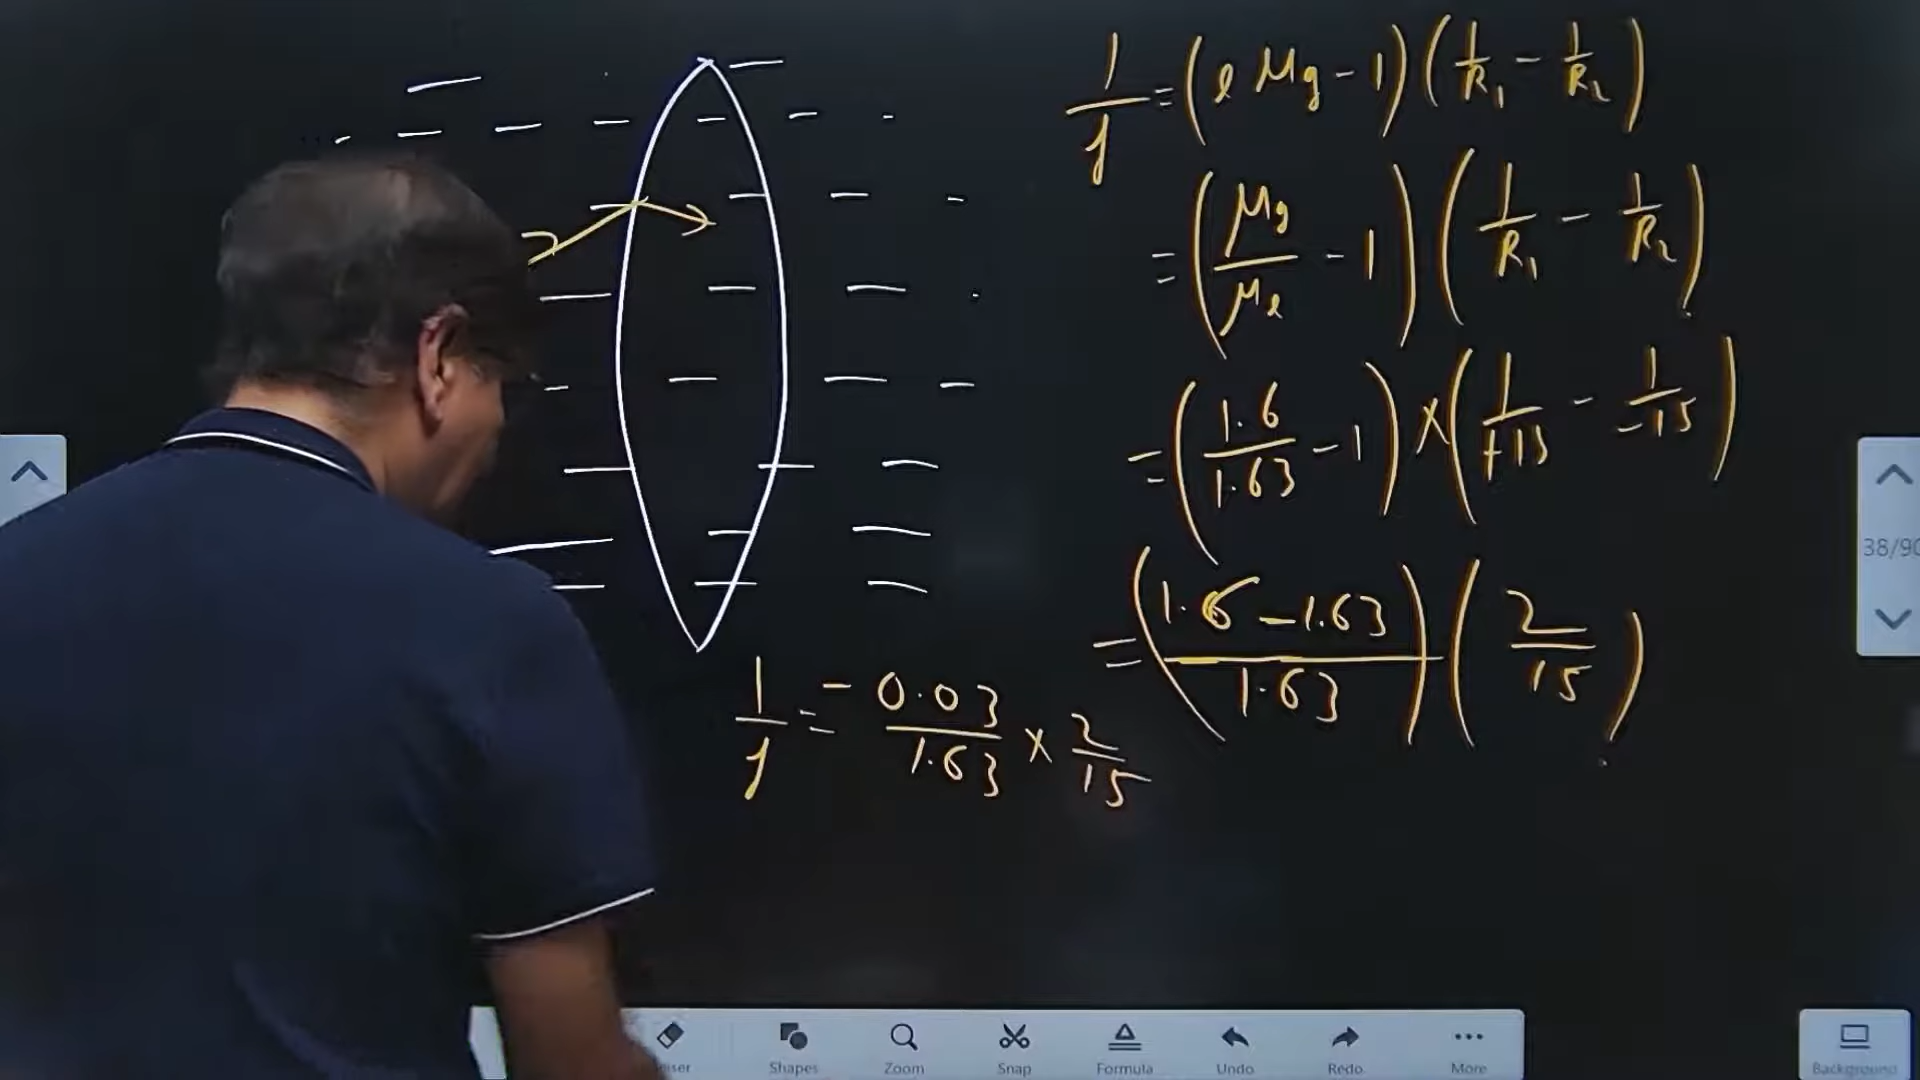 1/f = (lμg - 1)(1/R₁ - 1/R₂)
= (μg/μl - 1)(1/R₁ - 1/R₂)
= (1.6/1.63 - 1) × (1/+15 - 1/-15)
= (1.6 - 1.63/1.63)(2/15)
1/f = - 0.03/1.63 × 2/15
38/90
iser Shapes Zoom Snap Formula Undo Redo More Background